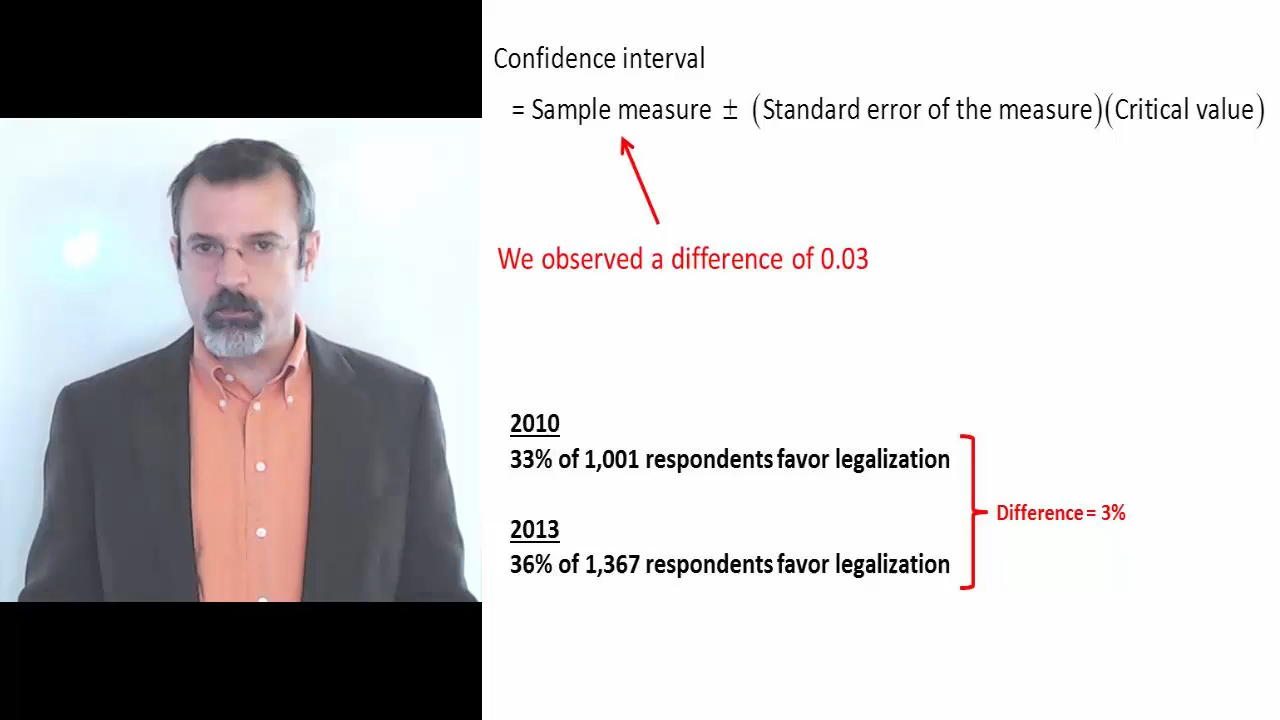 Confidence interval
= Sample measure ± (Standard error of the measure)(Critical value)
We observed a difference of 0.03
2010
33% of 1,001 respondents favor legalization
Difference = 3%
2013
36% of 1,367 respondents favor legalization